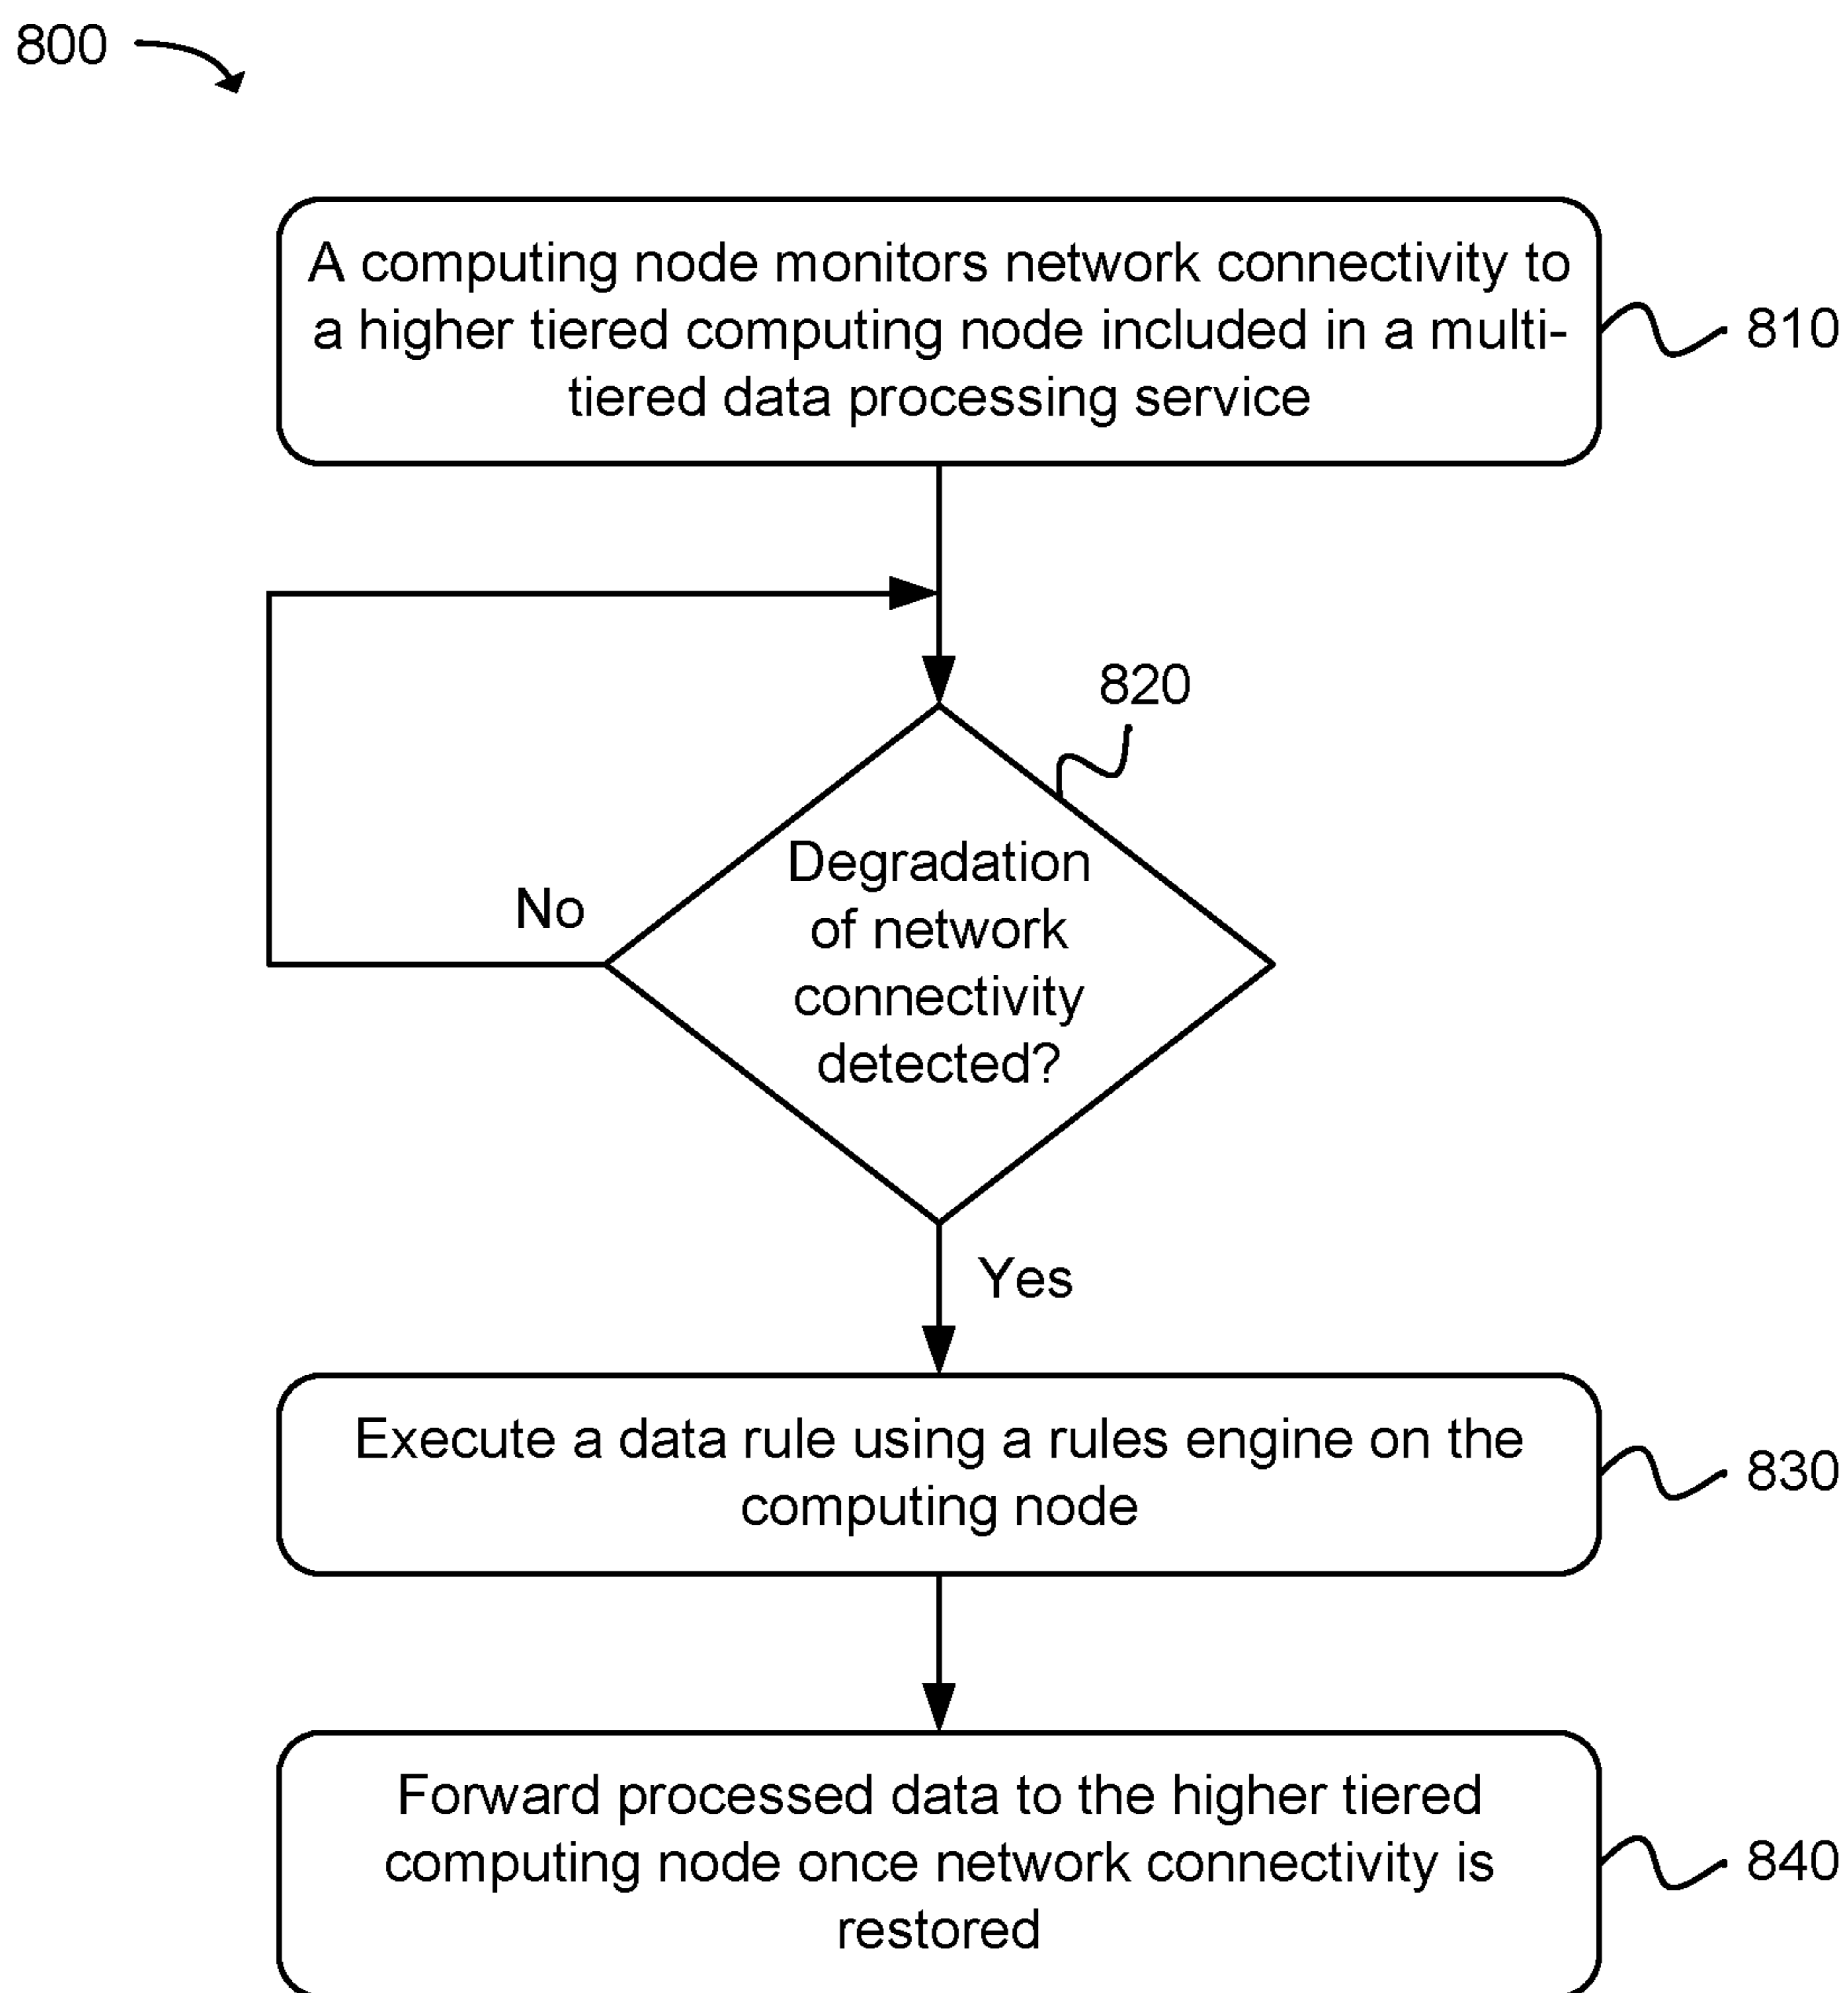 800
A computing node monitors network connectivity to
a higher tiered computing node included in a multi-
tiered data processing service
810
820
Degradation
of network
connectivity
detected?
No
Yes
Execute a data rule using a rules engine on the
computing node
830
Forward processed data to the higher tiered
computing node once network connectivity is
restored
840